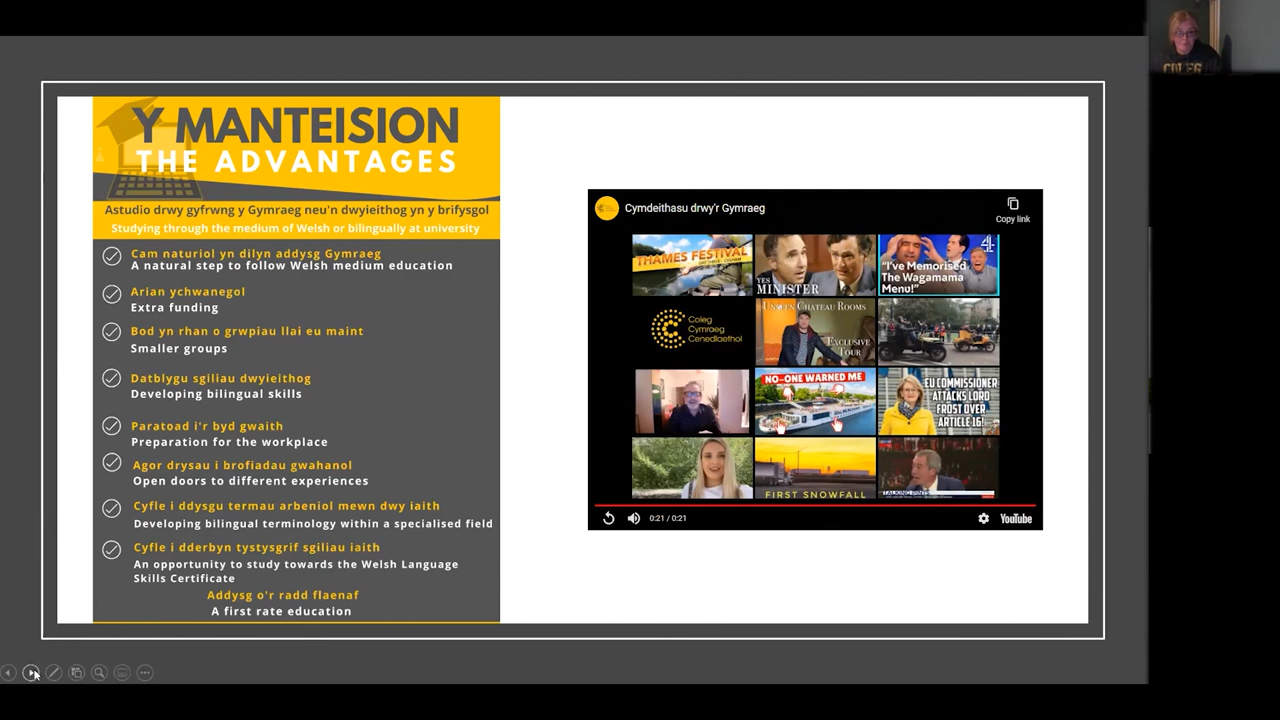 Y MANTEISION
THE ADVANTAGES
Astudio drwy gyfrwng y Gymraeg neu'n dwyieithog yn y brifysgol
Studying through the medium of Welsh or bilingually at university
Cam naturiol yn dilyn addysg Gymraeg
A natural step to follow Welsh medium education
Arian ychwanegol
Extra funding
Bod yn rhan o grwpiau llai eu maint
Smaller groups
Datblygu sgiliau dwyieithog
Developing bilingual skills
Paratoad i'r byd gwaith
Preparation for the workplace
Agor drysau i brofiadau gwahanol
Open doors to different experiences
Cyfle i ddysgu termau arbeniol mewn dwy iaith
Developing bilingual terminology within a specialised field
Cyfle i dderbyn tystysgrif sgiliau iaith
An opportunity to study towards the Welsh Language
Skills Certificate
Addysg o'r radd flaenaf
A first rate education
Cymdeithasu drwy'r Gymraeg
Copy link
THAMES FESTIVAL
YES
MINISTER
4
"I've Memorised
The Wagamama
Menu!"
Coleg
Cymraeg
Cenedlaethol
UNSEEN CHATEAU ROOMS
EXCLUSIVE
TOUR
NO-ONE WARNED ME
EU COMMISSIONER
ATTACKS LORD
FROST OVER
ARTICLE 16!
FIRST SNOWFALL
TALKING PINTS
0:21 / 0:21
YouTube
COLEG